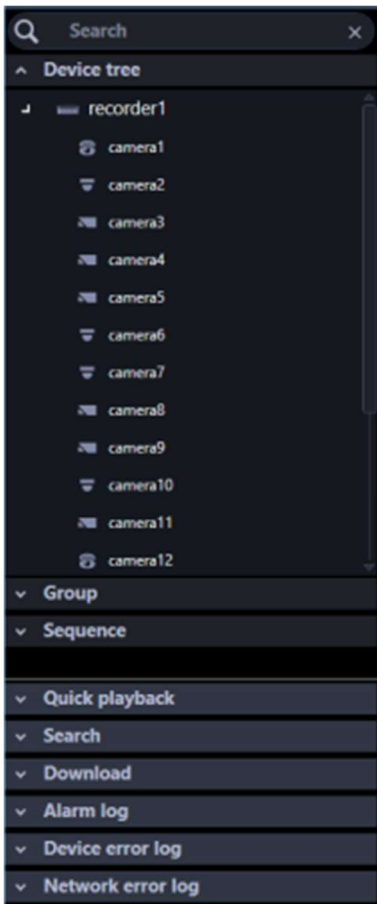 Search
Device tree
recorder1
camera1
camera2
camera3
camera4
camera5
camera6
camera7
camera8
camera9
camera10
camera11
camera12
Group
Sequence
Quick playback
Search
Download
Alarm log
Device error log
Network error log